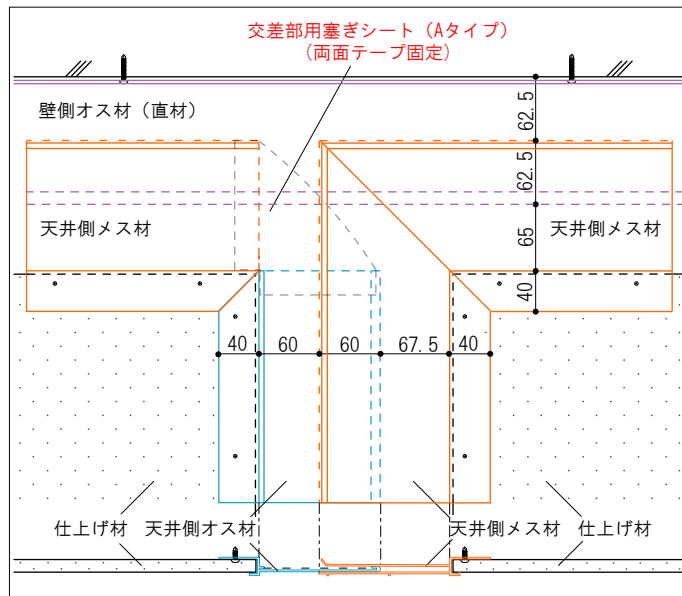 交差部用塞ぎシート（Aタイプ）
（両面テープ固定）
壁側オス材（直材）
62.5
62.5
天井側メス材
65
天井側メス材
40
40
60
60
67.5
40
仕上げ材
天井側オス材
天井側メス材
仕上げ材